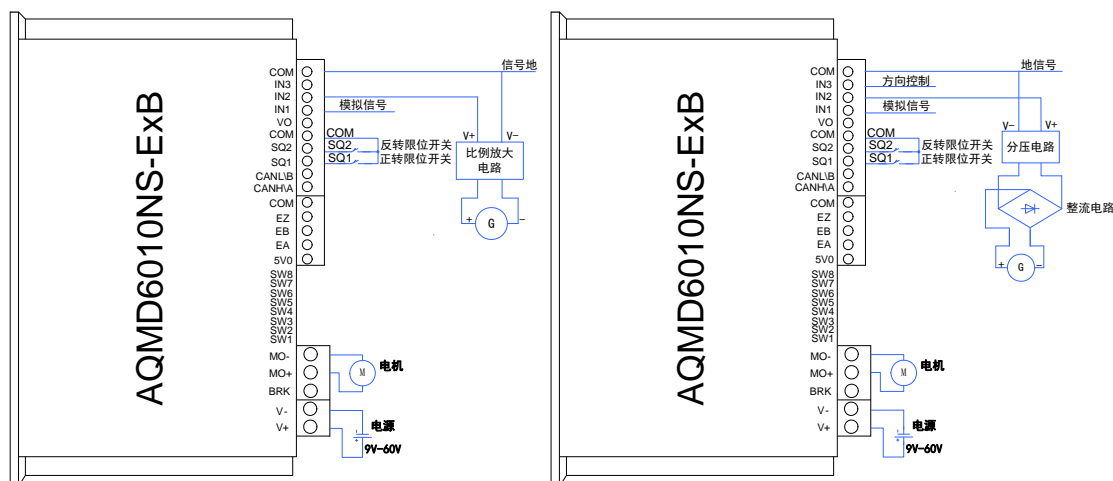 AQMD6010NS-ExB
COM
IN3
IN2
IN1
VO
COM
SQ2
SQ1
CANL\B
CANH\A
COM
EZ
EB
EA
5V0
SW8
SW7
SW6
SW5
SW4
SW3
SW2
SW1
MO-
MO+
BRK
V-
V+
信号地
模拟信号
COM
SQ2 反转限位开关
SQ1 正转限位开关
V+ V-
比例放大
电路
+ G -
M 电机
电源
9V-60V
AQMD6010NS-ExB
COM
IN3
IN2
IN1
VO
COM
SQ2
SQ1
CANL\B
CANH\A
COM
EZ
EB
EA
5V0
SW8
SW7
SW6
SW5
SW4
SW3
SW2
SW1
MO-
MO+
BRK
V-
V+
地信号
方向控制
模拟信号
COM
SQ2 反转限位开关
SQ1 正转限位开关
V- V+
分压电路
整流电路
+ G -
M 电机
电源
9V-60V